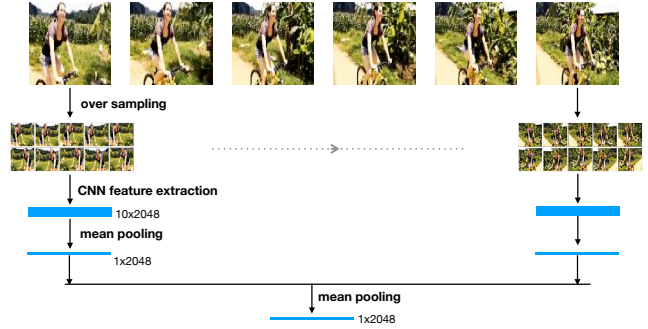 over sampling
CNN feature extraction
10x2048
mean pooling
1x2048
mean pooling
1x2048